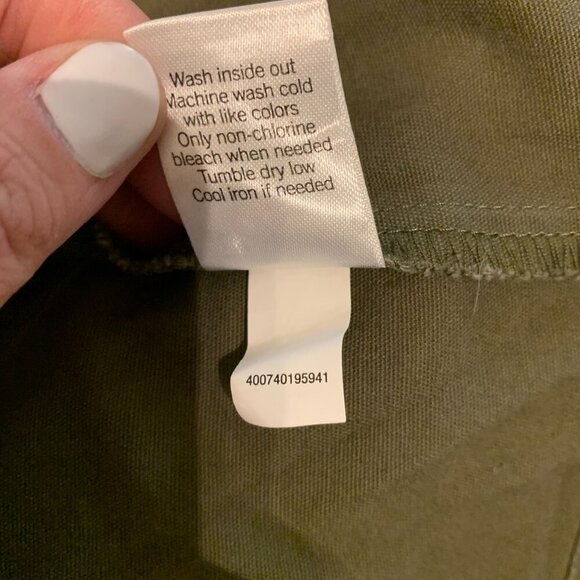 Wash inside out
Machine wash cold
with like colors
Only non-chlorine
bleach when needed
Tumble dry low
Cool iron if needed
400740195941